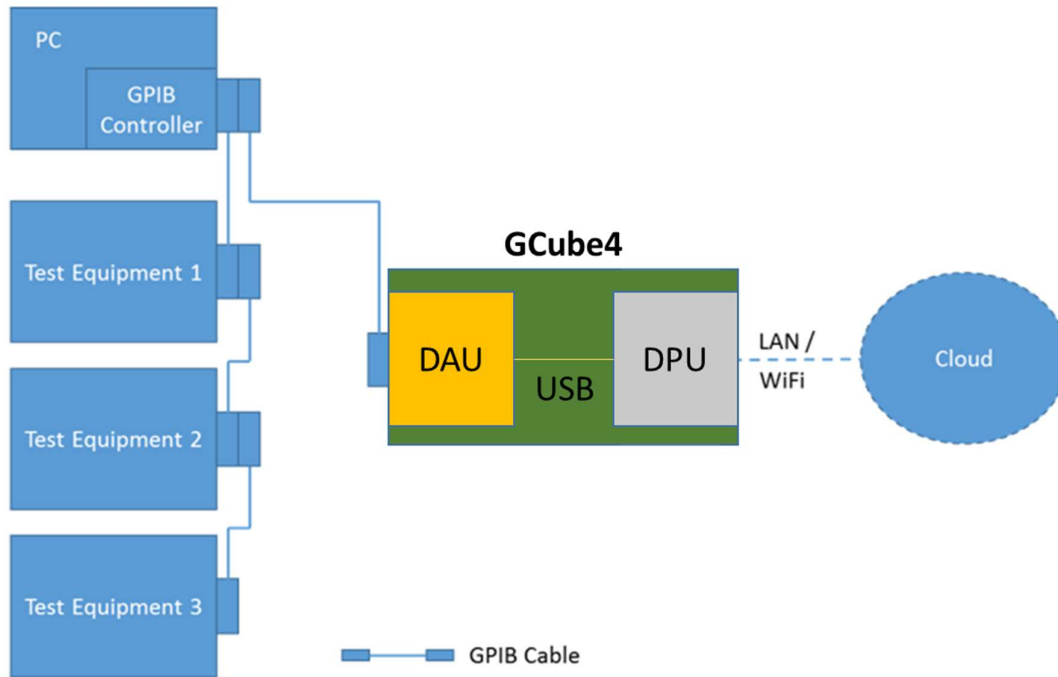 PC
GPIB
Controller
Test Equipment 1
Test Equipment 2
Test Equipment 3
GCube4
DAU
USB
DPU
LAN /
WiFi
Cloud
GPIB Cable